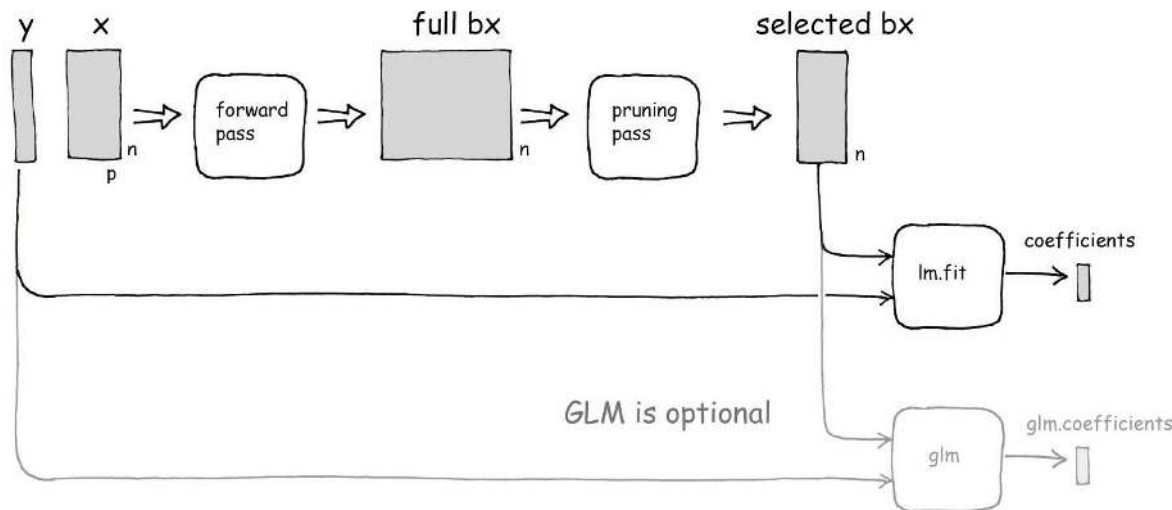 y
x
full bx
selected bx
forward
pass
pruning
pass
n
p
n
n
coefficients
lm.fit
GLM is optional
glm.coefficients
glm